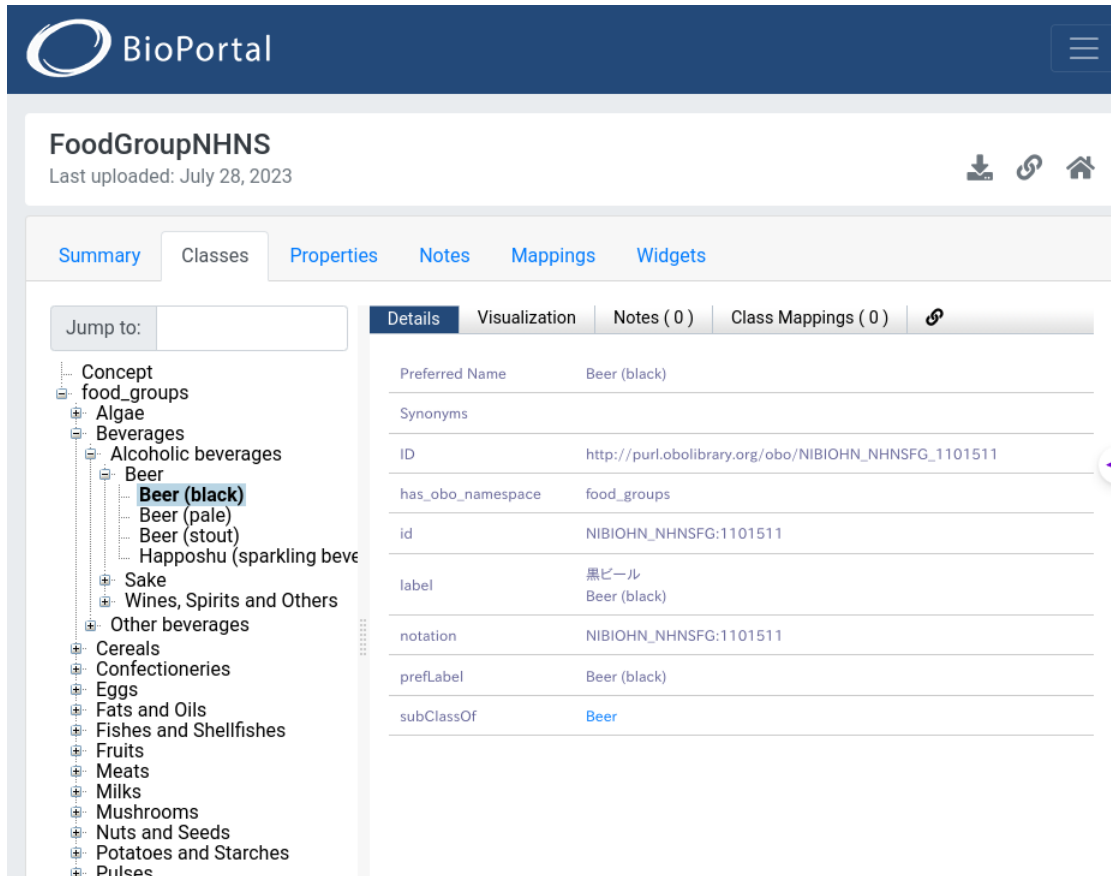 BioPortal
FoodGroupNHNS
Last uploaded: July 28, 2023
Summary Classes Properties Notes Mappings Widgets
Jump to:
Concept
food_groups
Algae
Beverages
Alcoholic beverages
Beer
Beer (black)
Beer (pale)
Beer (stout)
Happoshu (sparkling beve
Sake
Wines, Spirits and Others
Other beverages
Cereals
Confectioneries
Eggs
Fats and Oils
Fishes and Shellfishes
Fruits
Meats
Milks
Mushrooms
Nuts and Seeds
Potatoes and Starches
Pulses
Details Visualization Notes ( 0 ) Class Mappings ( 0 )
Preferred Name Beer (black)
Synonyms
ID http://purl.obolibrary.org/obo/NIBIOHN_NHNSFG_1101511
has_obo_namespace food_groups
id NIBIOHN_NHNSFG:1101511
label 黒ビール
Beer (black)
notation NIBIOHN_NHNSFG:1101511
prefLabel Beer (black)
subClassOf Beer